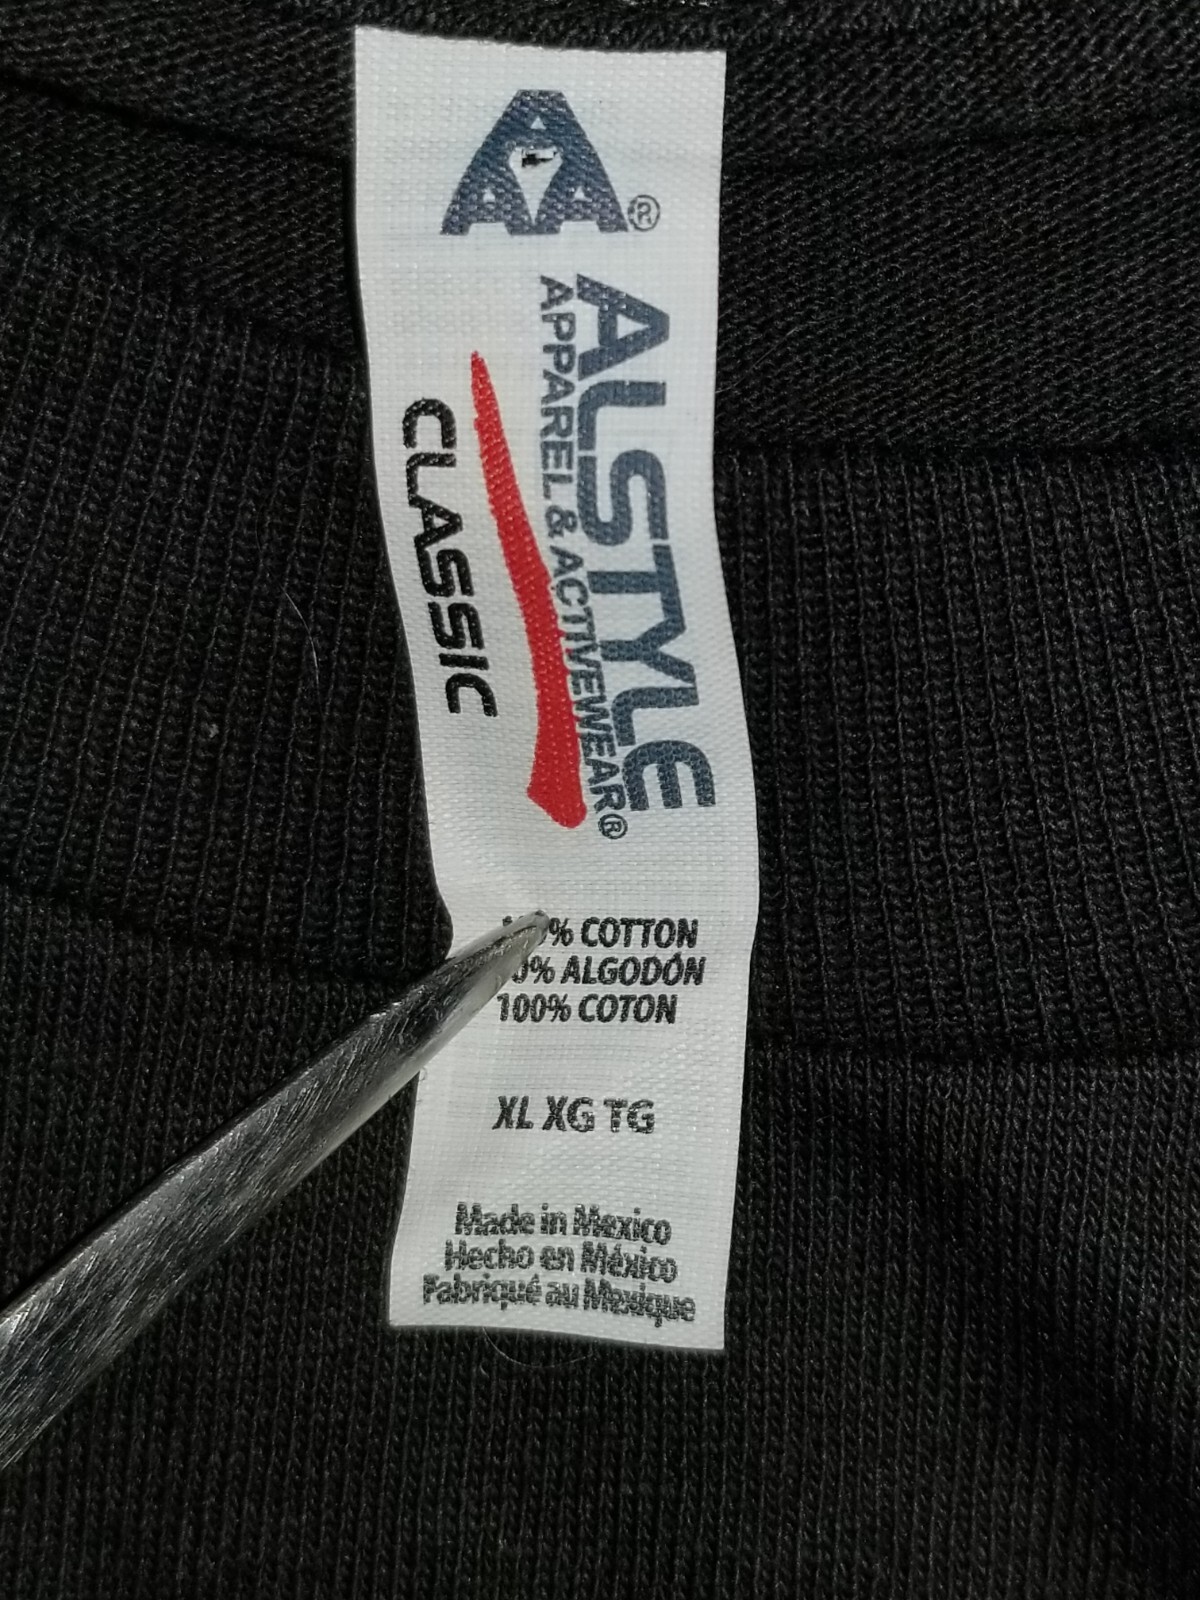 AAA®
ALSTYLE
APPAREL & ACTIVEWEAR®
CLASSIC
% COTTON
0% ALGODÓN
100% COTON
XL XG TG
Made in Mexico
Hecho en México
Fabriqué au Mexique